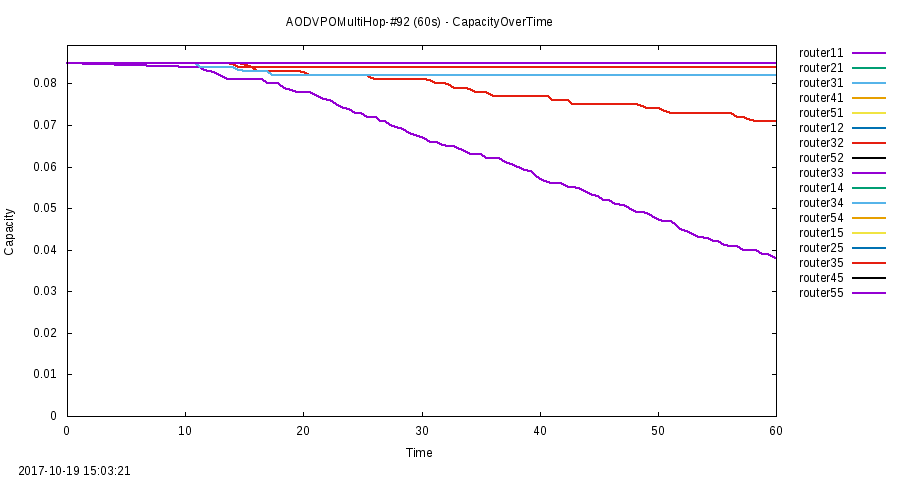 AODVPOMultiHop-#92 (60s) - CapacityOverTime
router11
router21
router31
router41
router51
router12
router32
router52
router33
router14
router34
router54
router15
router25
router35
router45
router55
Capacity
0.08
0.07
0.06
0.05
0.04
0.03
0.02
0.01
0
0 10 20 30 40 50 60
Time
2017-10-19 15:03:21